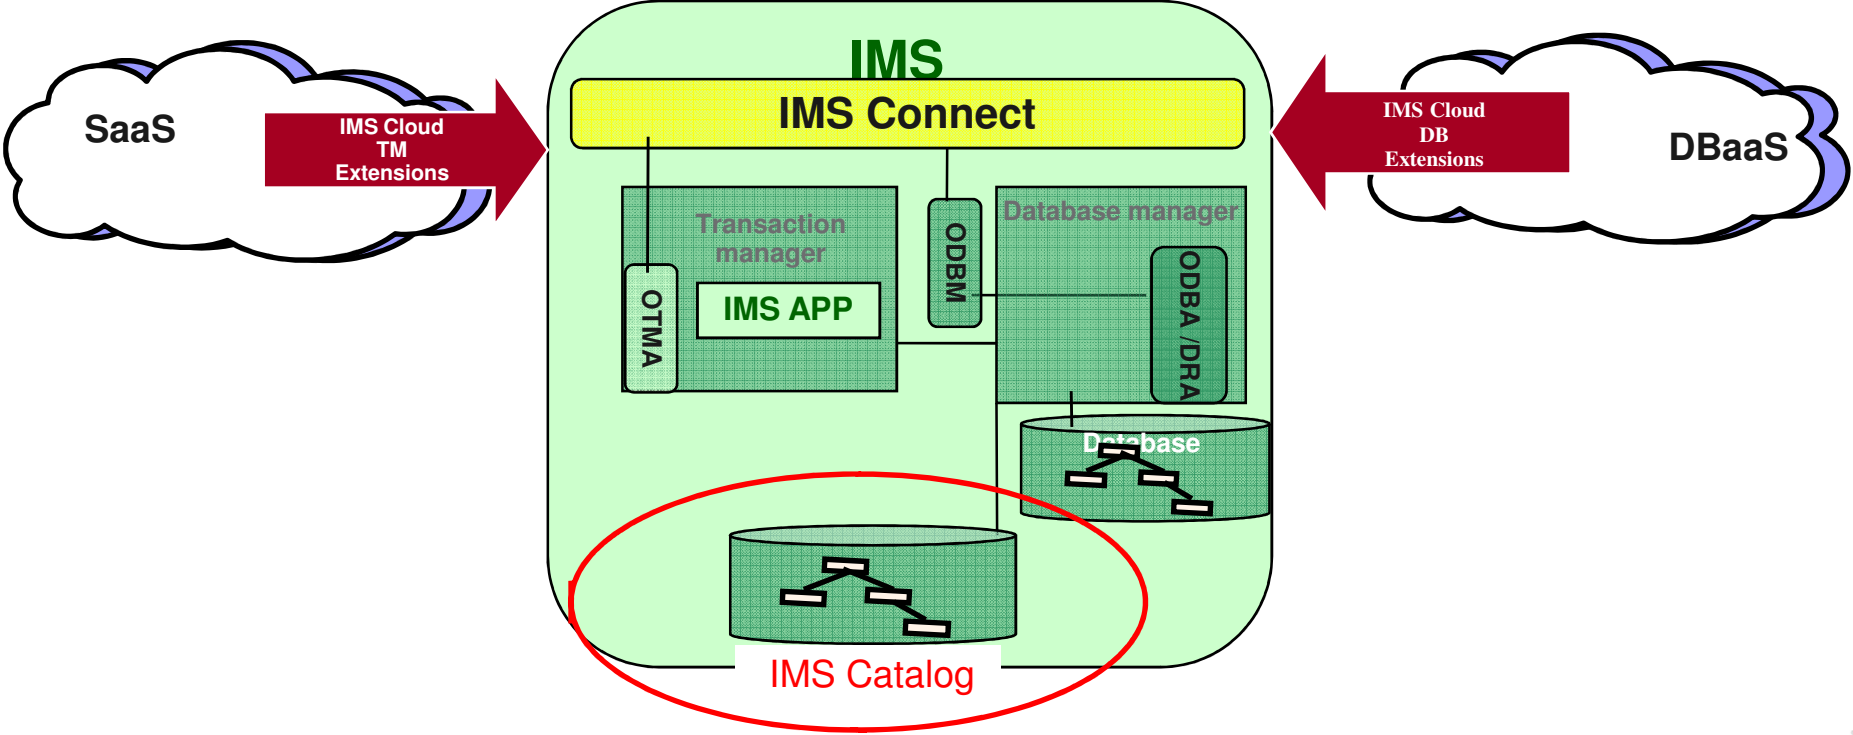 IMS
IMS Connect
SaaS
IMS Cloud
TM
Extensions
IMS Cloud
DB
Extensions
DBaaS
Transaction
manager
OTMA
IMS APP
ODBM
Database manager
ODBA /DRA
Database
IMS Catalog